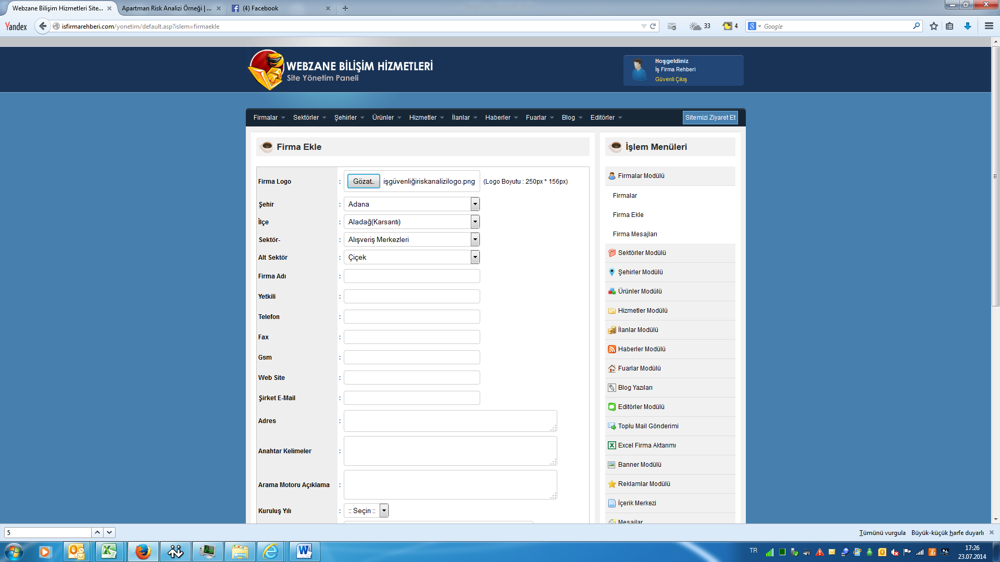 Webzane Bilişim Hizmetleri Site...
Apartman Risk Analizi Örneği | ...
(4) Facebook
Yandex
isfirmarehberi.com/yonetim/default.asp?islem=firmaekle
33
4
Google
WEBZANE BİLİŞİM HİZMETLERİ
Site Yönetim Paneli
Hoşgeldiniz
İş Firma Rehberi
Güvenli Çıkış
Firmalar Sektörler Şehirler Ürünler Hizmetler İlanlar Haberler Fuarlar Blog Editörler
Sitemizi Ziyaret Et
Firma Ekle
Firma Logo : Gözat.. işgüvenliğiriskanalizilogo.png (Logo Boyutu : 250px * 156px)
Şehir : Adana
İlçe : Aladağ(Karsantı)
Sektör- : Alışveriş Merkezleri
Alt Sektör : Çiçek
Firma Adı :
Yetkili :
Telefon :
Fax :
Gsm :
Web Site :
Şirket E-Mail :
Adres :
Anahtar Kelimeler :
Arama Motoru Açıklama :
Kuruluş Yılı : :: Seçin ::
İşlem Menüleri
Firmalar Modülü
Firmalar
Firma Ekle
Firma Mesajları
Sektörler Modülü
Şehirler Modülü
Ürünler Modülü
Hizmetler Modülü
İlanlar Modülü
Haberler Modülü
Fuarlar Modülü
Blog Yazıları
Editörler Modülü
Toplu Mail Gönderimi
Excel Firma Aktarımı
Banner Modülü
Reklamlar Modülü
İçerik Merkezi
Mesajlar
5
Tümünü vurgula Büyük-küçük harfe duyarlı
TR
17:26
23.07.2014